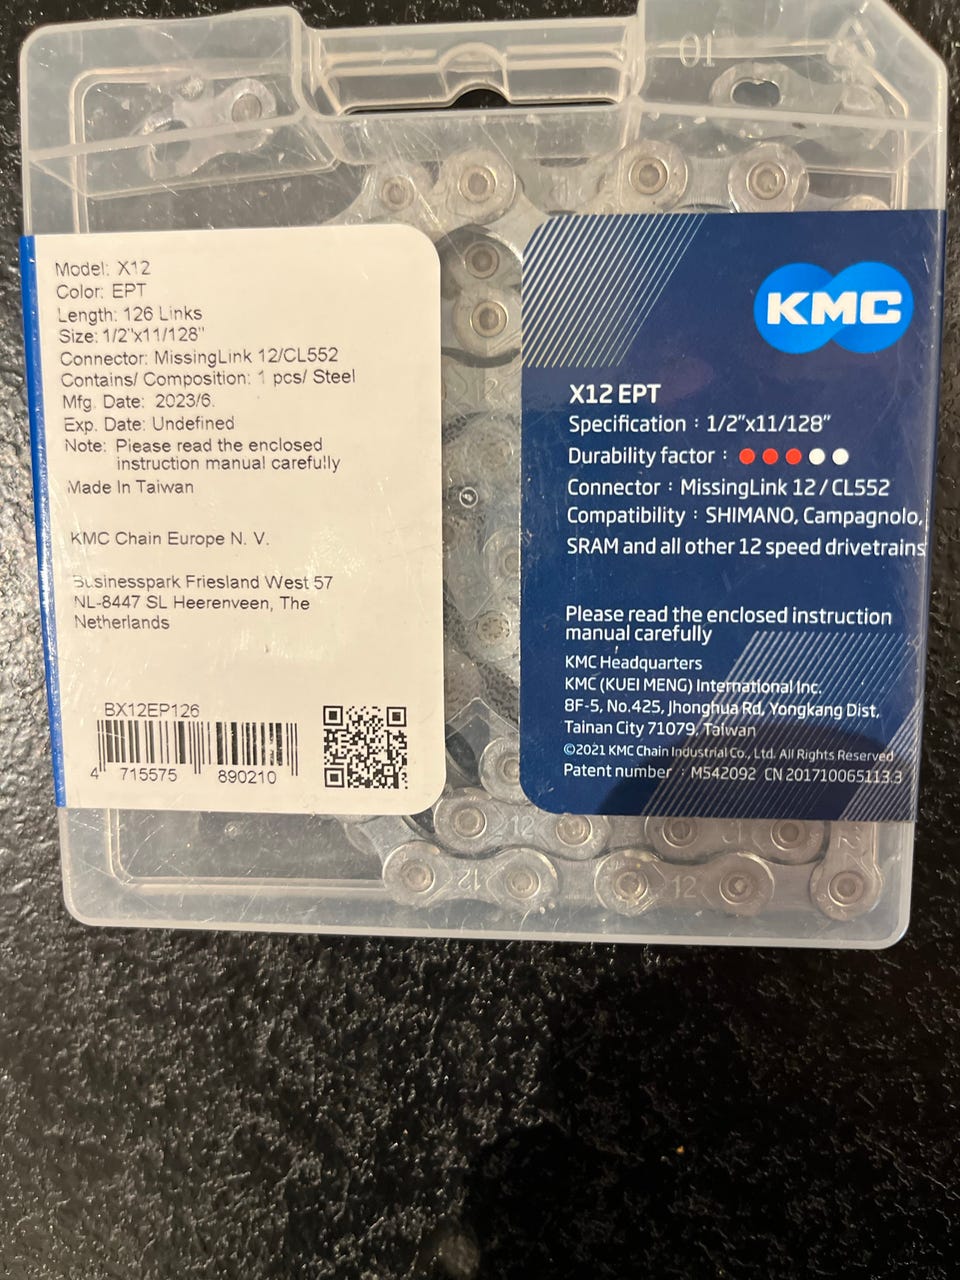 01
Model: X12
Color: EPT
Length: 126 Links
Size: 1/2"x11/128"
Connector: MissingLink 12/CL552
Contains/ Composition: 1 pcs/ Steel
Mfg. Date: 2023/6.
Exp. Date: Undefined
Note: Please read the enclosed
instruction manual carefully
Made In Taiwan
KMC Chain Europe N. V.
Businesspark Friesland West 57
NL-8447 SL Heerenveen, The
Netherlands
BX12EP126
4 715575 890210
KMC
X12 EPT
Specification : 1/2"x11/128"
Durability factor :
Connector : MissingLink 12 / CL552
Compatibility : SHIMANO, Campagnolo,
SRAM and all other 12 speed drivetrains
Please read the enclosed instruction
manual carefully
KMC Headquarters
KMC (KUEI MENG) International Inc.
8F-5, No.425, Jhonghua Rd, Yongkang Dist,
Tainan City 71079, Taiwan
©2021 KMC Chain Industrial Co., Ltd. All Rights Reserved
Patent number : M542092 CN 201710065113.3
12
12
12